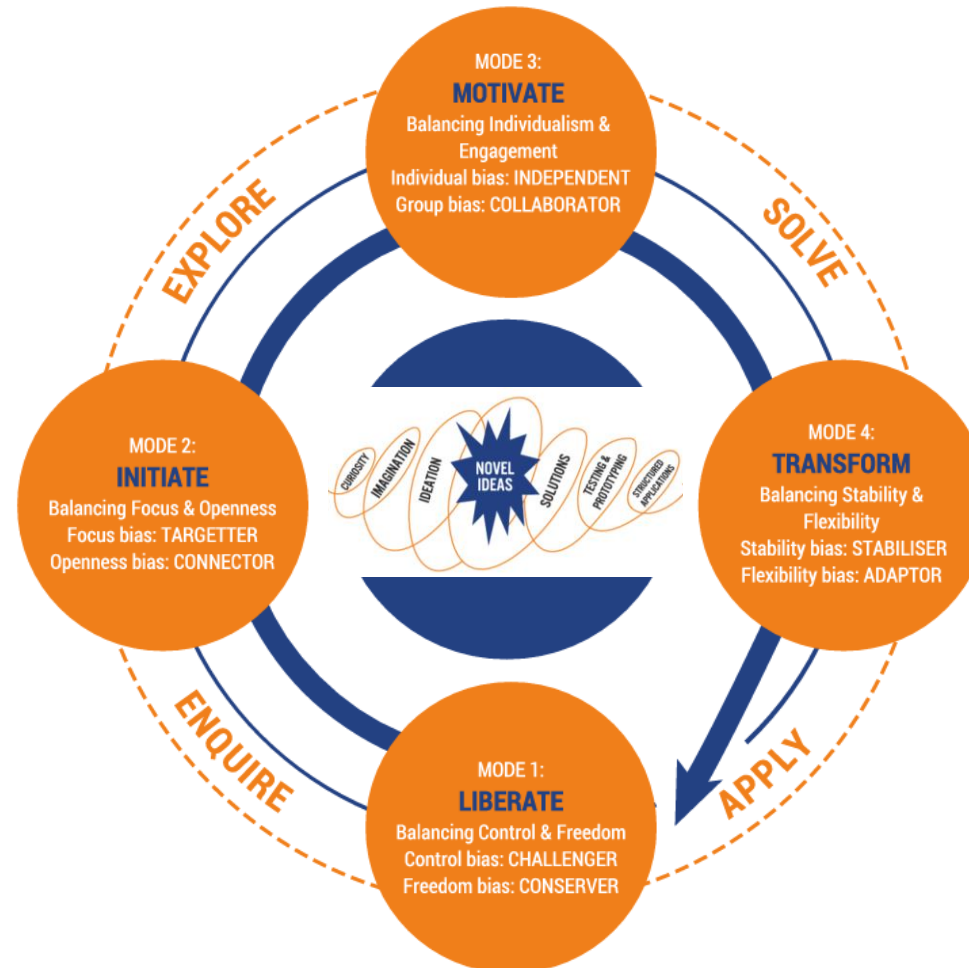 MODE 3:
MOTIVATE
Balancing Individualism &
Engagement
Individual bias: INDEPENDENT
Group bias: COLLABORATOR
EXPLORE
SOLVE
MODE 2:
INITIATE
Balancing Focus & Openness
Focus bias: TARGETTER
Openness bias: CONNECTOR
CURIOSITY
IMAGINATION
IDEATION
NOVEL
IDEAS
SOLUTIONS
TESTING &
PROTOTYPING
STRUCTURED
APPLICATIONS
MODE 4:
TRANSFORM
Balancing Stability &
Flexibility
Stability bias: STABILISER
Flexibility bias: ADAPTOR
ENQUIRE
APPLY
MODE 1:
LIBERATE
Balancing Control & Freedom
Control bias: CHALLENGER
Freedom bias: CONSERVER